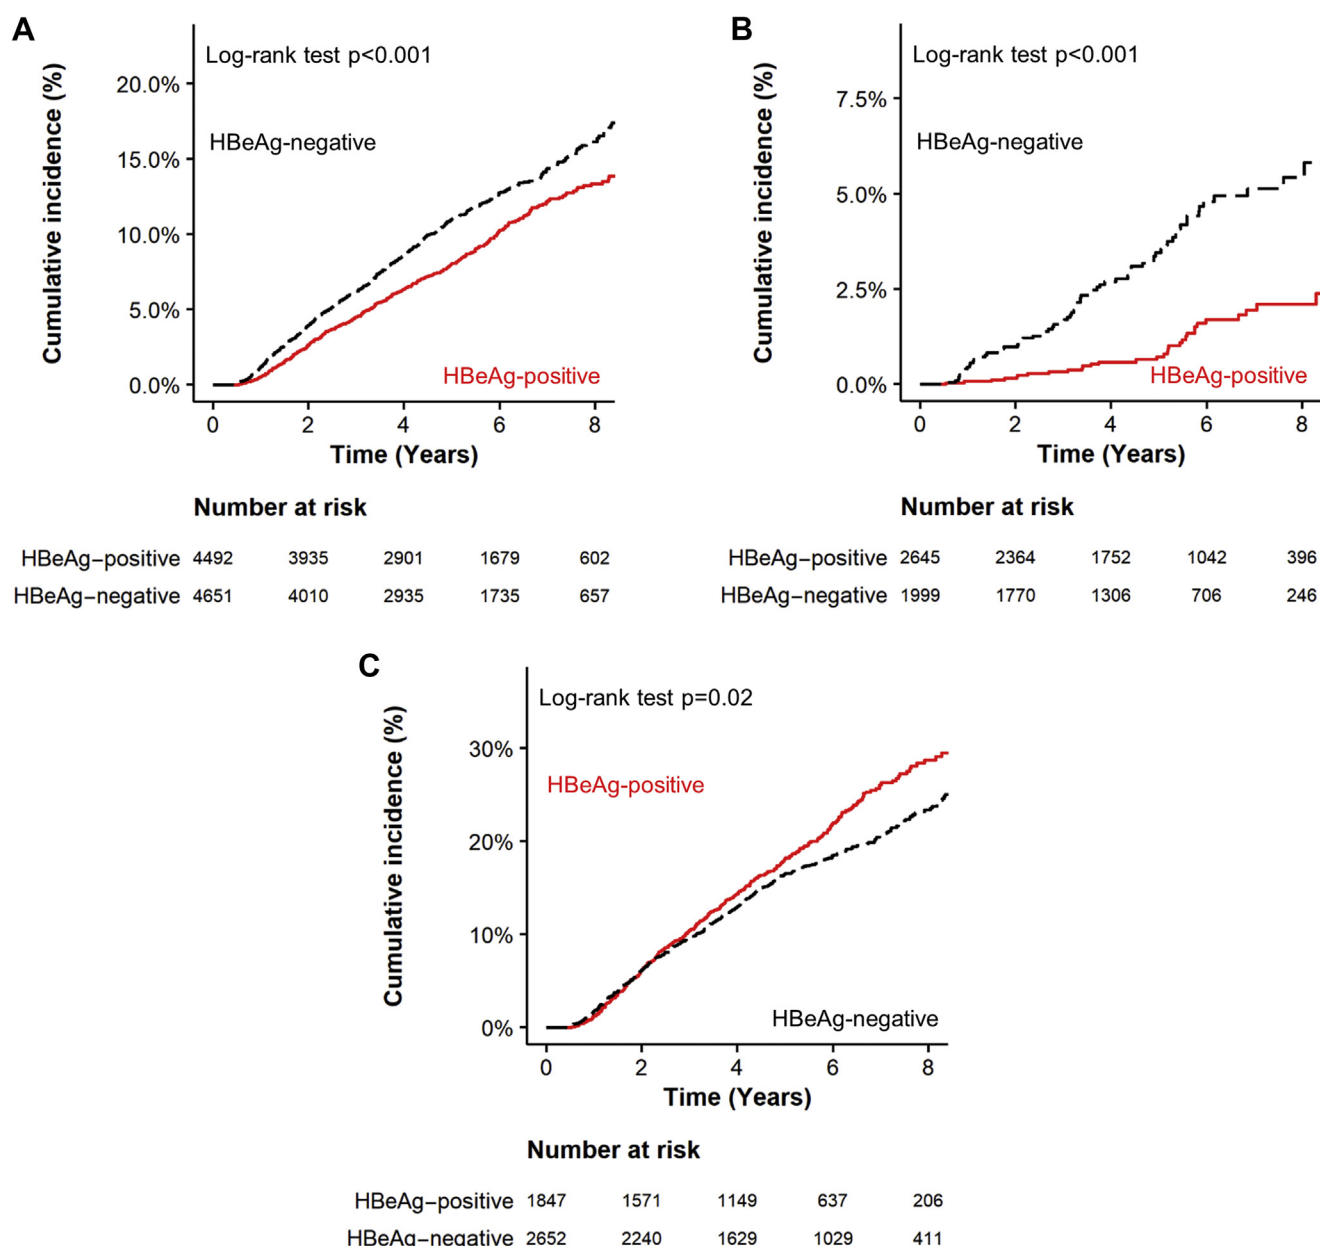 A
Log-rank test p<0.001
Cumulative incidence (%)
20.0%
15.0%
10.0%
5.0%
0.0%
HBeAg-negative
HBeAg-positive
0 2 4 6 8
Time (Years)
Number at risk
HBeAg−positive 4492 3935 2901 1679 602
HBeAg−negative 4651 4010 2935 1735 657
B
Log-rank test p<0.001
Cumulative incidence (%)
7.5%
5.0%
2.5%
0.0%
HBeAg-negative
HBeAg-positive
0 2 4 6 8
Time (Years)
Number at risk
HBeAg−positive 2645 2364 1752 1042 396
HBeAg−negative 1999 1770 1306 706 246
C
Log-rank test p=0.02
Cumulative incidence (%)
30%
20%
10%
0%
HBeAg-positive
HBeAg-negative
0 2 4 6 8
Time (Years)
Number at risk
HBeAg−positive 1847 1571 1149 637 206
HBeAg−negative 2652 2240 1629 1029 411